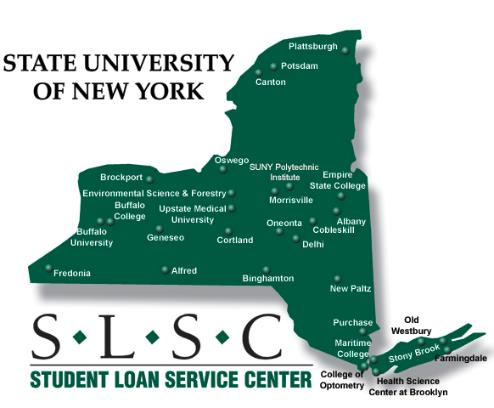 STATE UNIVERSITY
OF NEW YORK
Plattsburgh
Potsdam
Canton
Oswego
SUNY Polytechnic
Institute
Empire
State College
Brockport
Environmental Science & Forestry
Morrisville
Buffalo
College
Upstate Medical
University
Albany
Cobleskill
Oneonta
Buffalo
University
Geneseo
Cortland
Delhi
Fredonia
Alfred
Binghamton
New Paltz
Purchase
Old
Westbury
Maritime
College
Stony Brook
Farmingdale
College of
Optometry
Health Science
Center at Brooklyn
S♦L♦S♦C
STUDENT LOAN SERVICE CENTER